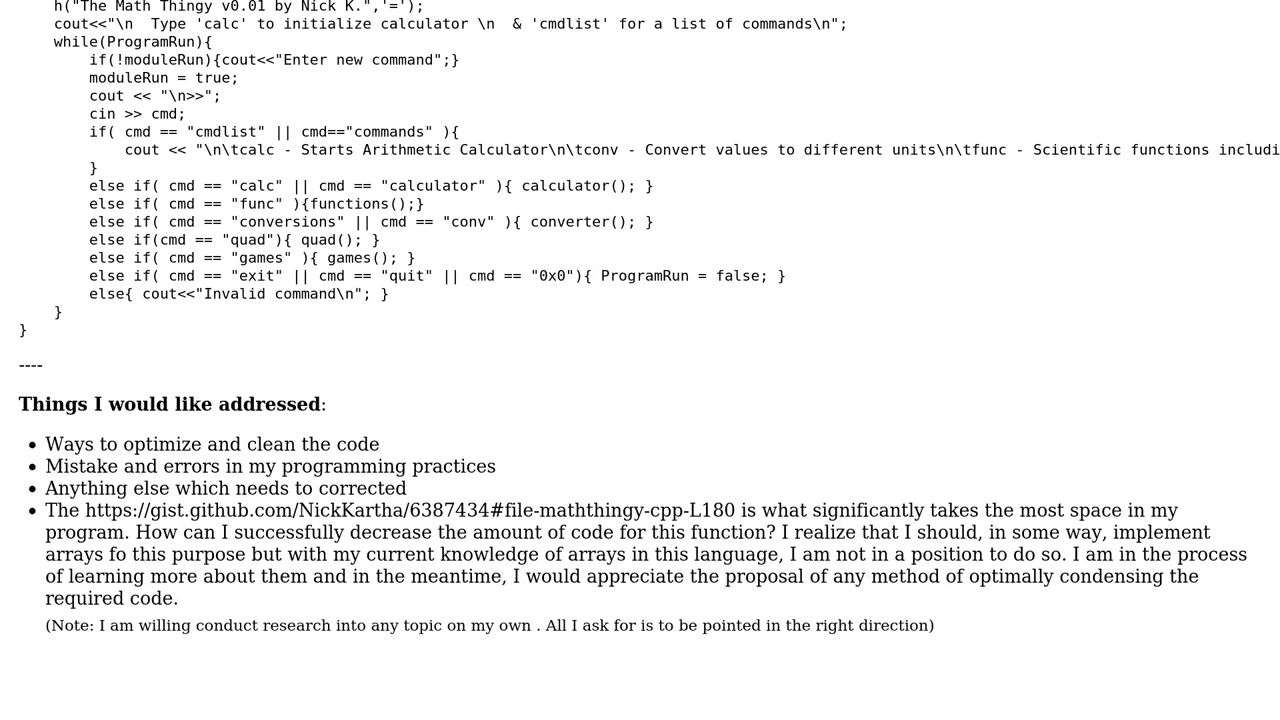 h("The Math Thingy v0.01 by Nick K.",'=');
cout<<"\n  Type 'calc' to initialize calculator \n  & 'cmdlist' for a list of commands\n";
while(ProgramRun){
if(!moduleRun){cout<<"Enter new command";}
moduleRun = true;
cout << "\n>>";
cin >> cmd;
if( cmd == "cmdlist" || cmd=="commands" ){
cout << "\n\tcalc - Starts Arithmetic Calculator\n\tconv - Convert values to different units\n\tfunc - Scientific functions includi
}
else if( cmd == "calc" || cmd == "calculator" ){ calculator(); }
else if( cmd == "func" ){functions();}
else if( cmd == "conversions" || cmd == "conv" ){ converter(); }
else if(cmd == "quad"){ quad(); }
else if( cmd == "games" ){ games(); }
else if( cmd == "exit" || cmd == "quit" || cmd == "0x0"){ ProgramRun = false; }
else{ cout<<"Invalid command\n"; }
}
}
----
Things I would like addressed:
• Ways to optimize and clean the code
• Mistake and errors in my programming practices
• Anything else which needs to corrected
• The https://gist.github.com/NickKartha/6387434#file-maththingy-cpp-L180 is what significantly takes the most space in my
program. How can I successfully decrease the amount of code for this function? I realize that I should, in some way, implement
arrays fo this purpose but with my current knowledge of arrays in this language, I am not in a position to do so. I am in the process
of learning more about them and in the meantime, I would appreciate the proposal of any method of optimally condensing the
required code.
(Note: I am willing conduct research into any topic on my own . All I ask for is to be pointed in the right direction)